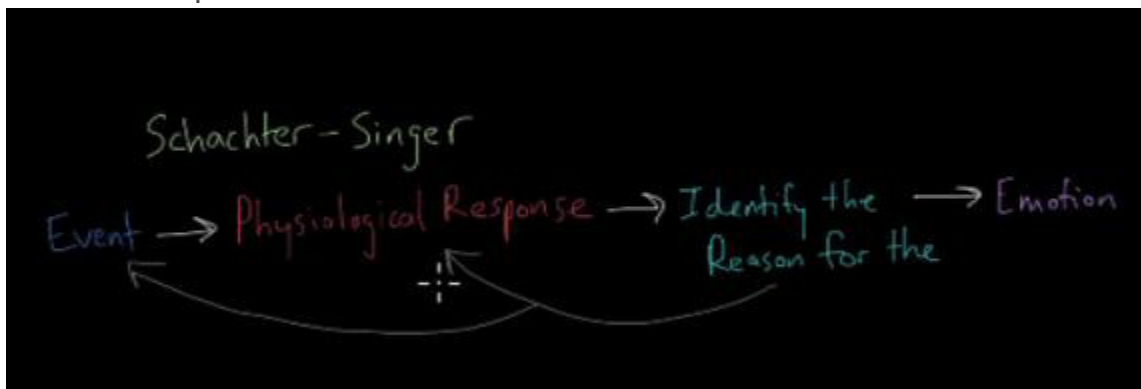 Schachter-Singer
Event → Physiological Response → Identify the → Emotion
Reason for the